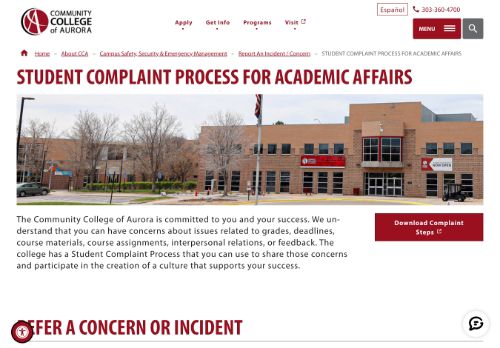 COMMUNITY
COLLEGE
of AURORA
Español
303-360-4700
Apply
Get Info
Programs
Visit
MENU
Home – About CCA – Campus Safety, Security & Emergency Management – Report An Incident / Concern – STUDENT COMPLAINT PROCESS FOR ACADEMIC AFFAIRS
STUDENT COMPLAINT PROCESS FOR ACADEMIC AFFAIRS
The Community College of Aurora is committed to you and your success. We un-
derstand that you can have concerns about issues related to grades, deadlines,
course materials, course assignments, interpersonal relations, or feedback. The
college has a Student Complaint Process that you can use to share those concerns
and participate in the creation of a culture that supports your success.
Download Complaint
Steps
REFER A CONCERN OR INCIDENT